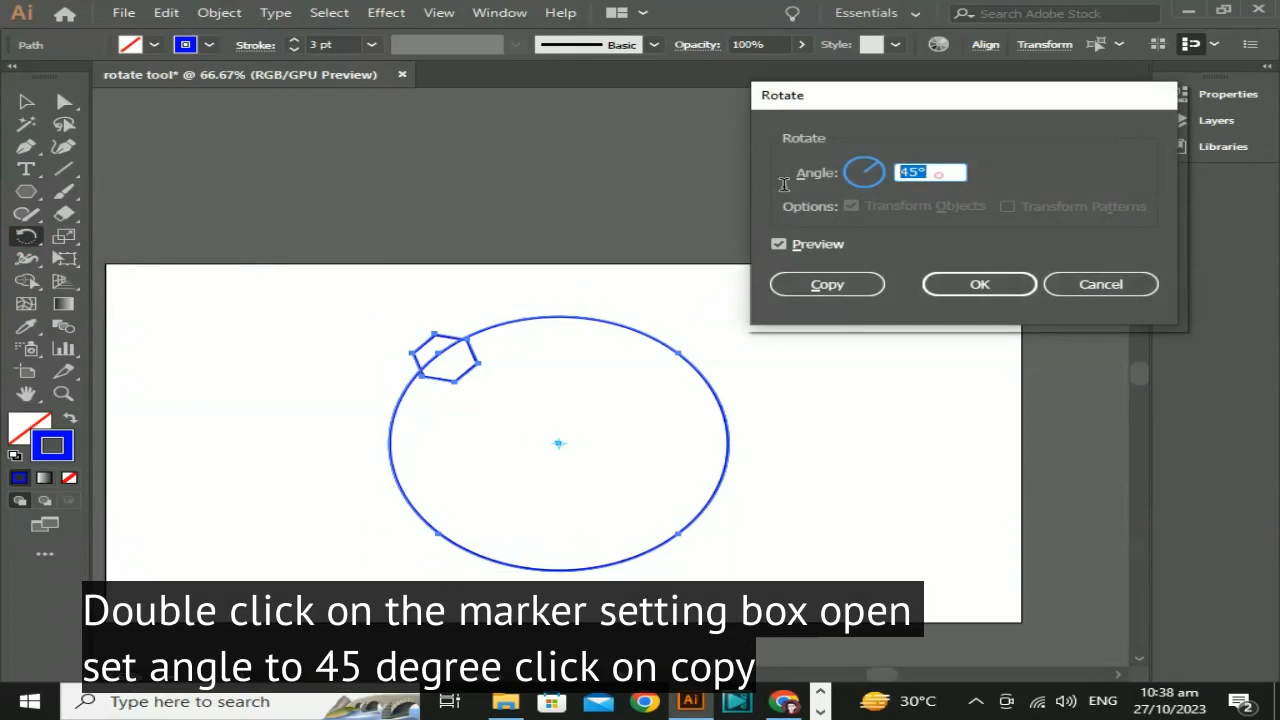 Ai File Edit Object Type Select Effect View Window Help Essentials Search Adobe Stock
Path Stroke: 3 pt Basic Opacity: 100% Style: Align Transform
rotate tool* @ 66.67% (RGB/GPU Preview)
Rotate
Properties
Layers
Libraries
Rotate
Angle: 45°
Options: Transform Objects Transform Patterns
Preview
Copy OK Cancel
Double click on the marker setting box open
set angle to 45 degree click on copy
Type here to search
Ai
30°C
ENG
10:38 am
27/10/2023
2